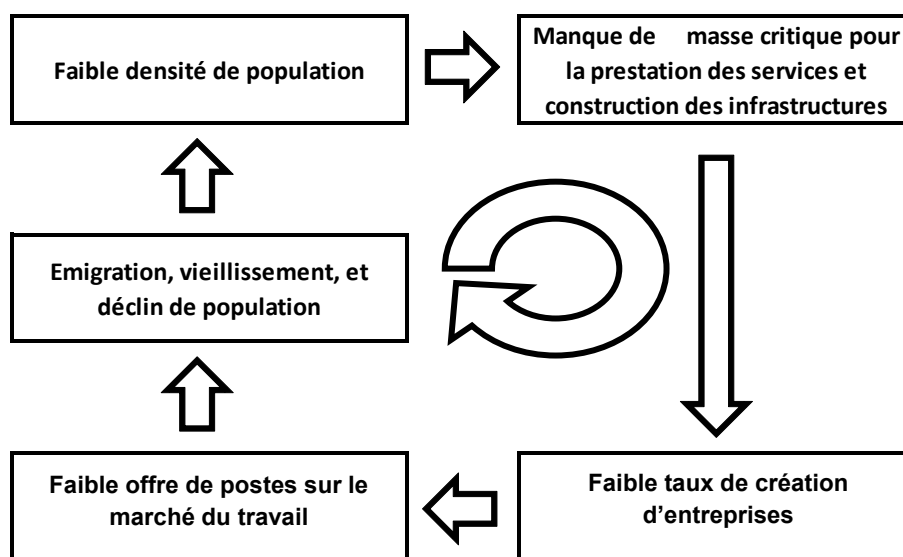 Faible densité de population
Manque de masse critique pour
la prestation des services et
construction des infrastructures
Emigration, vieillissement, et
déclin de population
Faible offre de postes sur le
marché du travail
Faible taux de création
d'entreprises